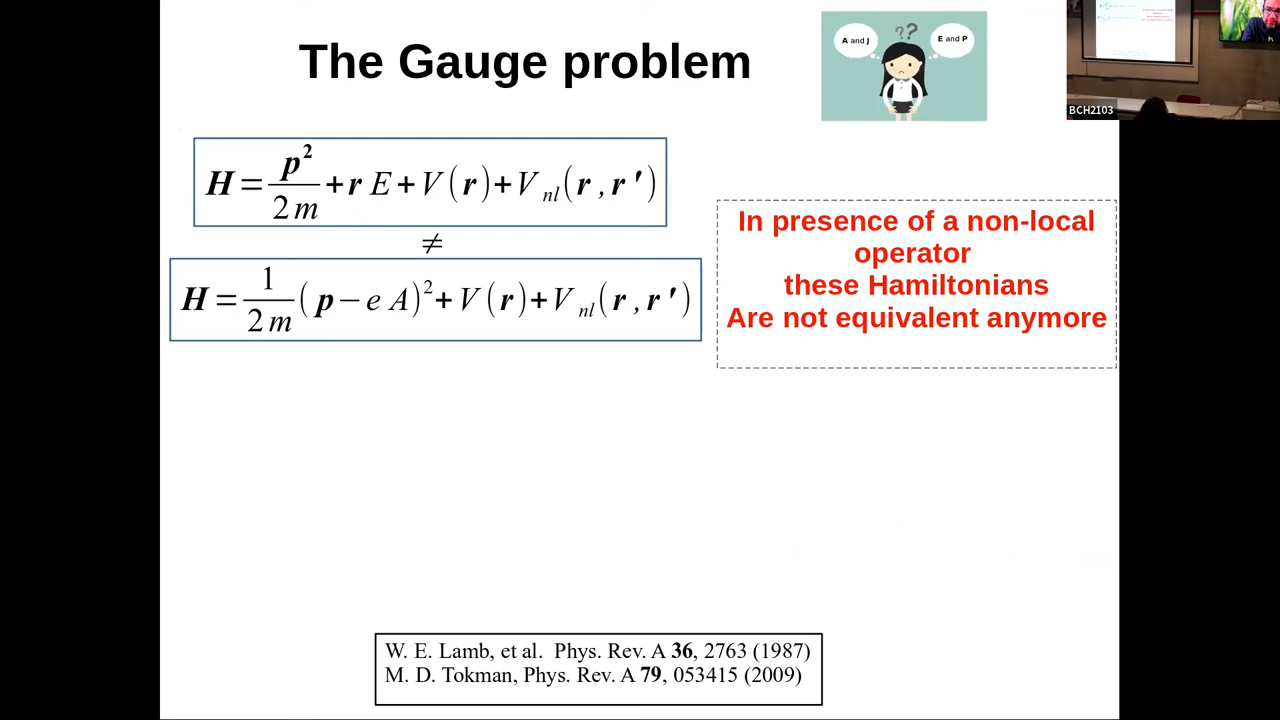 The Gauge problem
A and J
??
E and P
BCH2103
H = p²/2m + r E + V(r) + V_nl(r, r')
≠
H = 1/2m (p − e A)² + V(r) + V_nl(r, r')
In presence of a non-local
operator
these Hamiltonians
Are not equivalent anymore
W. E. Lamb, et al. Phys. Rev. A 36, 2763 (1987)
M. D. Tokman, Phys. Rev. A 79, 053415 (2009)